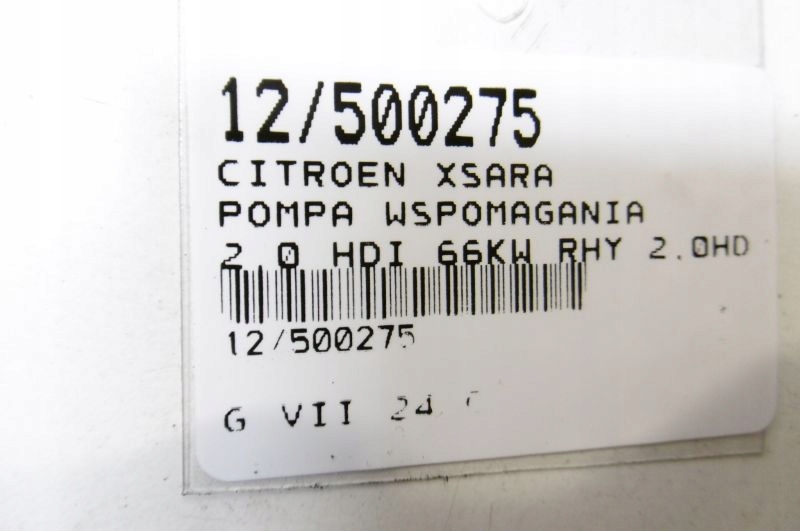 12/500275
CITROEN XSARA
POMPA WSPOMAGANIA
2.0 HDI 66KW RHY 2.0HD
12/500275
G VII 24